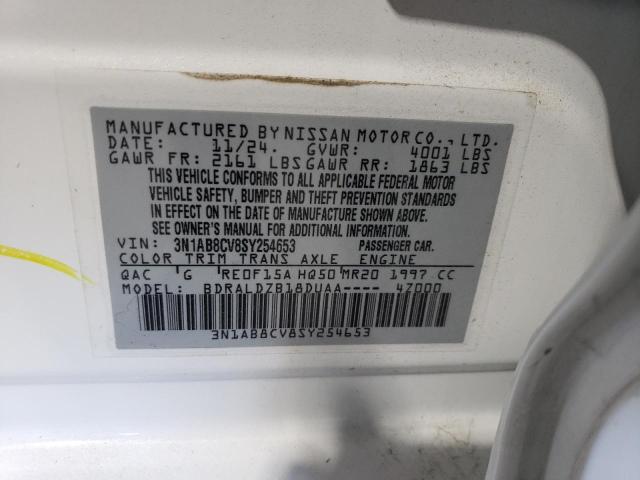 MANUFACTURED BY NISSAN MOTOR CO., LTD.
DATE: 11/24. GVWR: 4001 LBS
GAWR FR: 2161 LBS GAWR RR: 1863 LBS
THIS VEHICLE CONFORMS TO ALL APPLICABLE FEDERAL MOTOR
VEHICLE SAFETY, BUMPER AND THEFT PREVENTION STANDARDS
IN EFFECT ON THE DATE OF MANUFACTURE SHOWN ABOVE.
SEE OWNER'S MANUAL FOR ADDITIONAL INFORMATION
VIN: 3N1AB8CV8SY254653 PASSENGER CAR.
COLOR TRIM TRANS AXLE ENGINE
QAC G RE0F15A HQ50 MR20 1997 CC
MODEL: BDRALDZB18DUAA---- 4Z000
3N1AB8CV8SY254653